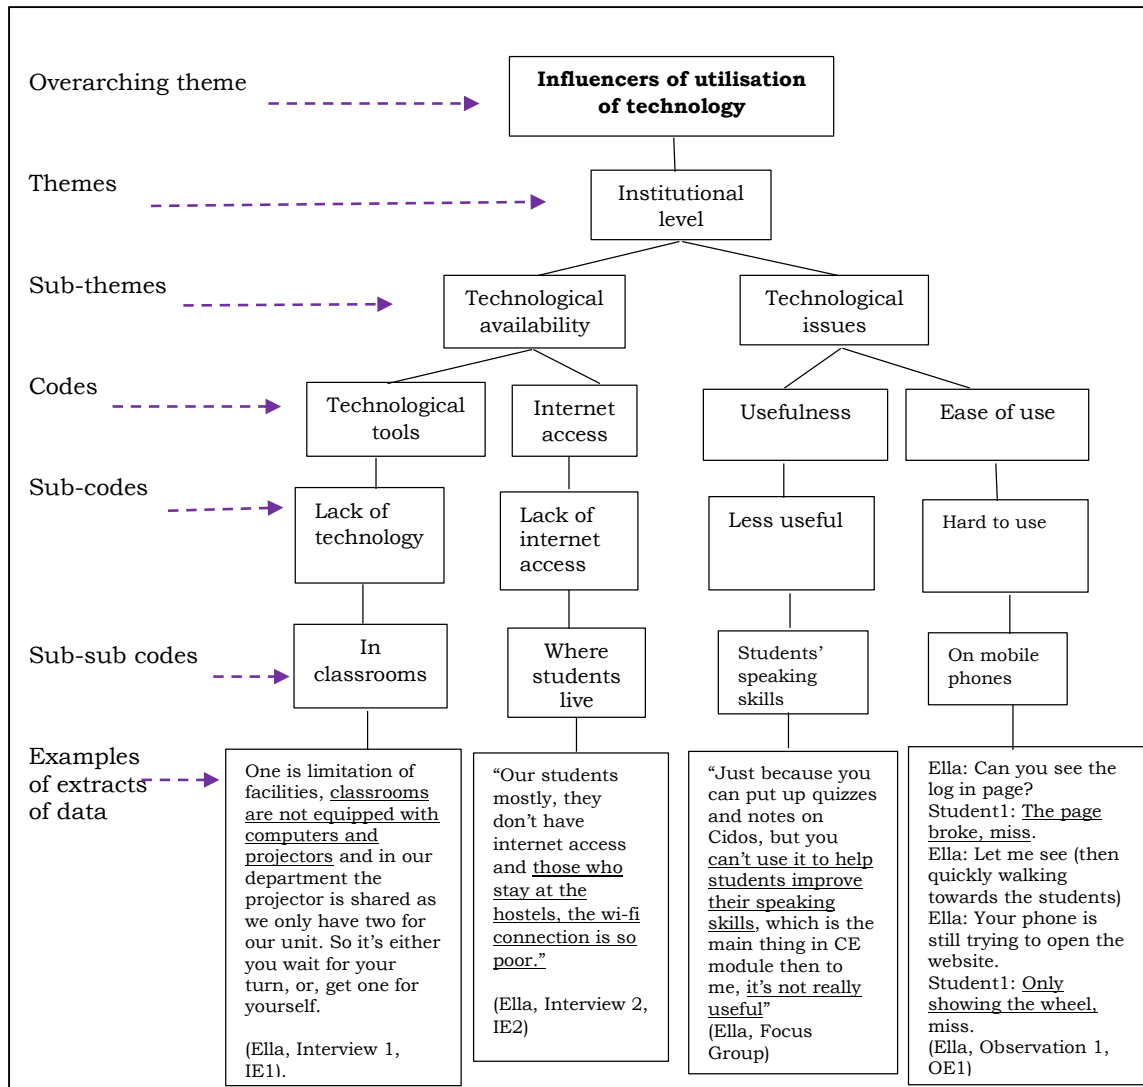 Overarching theme
Influencers of utilisation
of technology
Themes
Institutional
level
Sub-themes
Technological
availability
Technological
issues
Codes
Technological
tools
Internet
access
Usefulness
Ease of use
Sub-codes
Lack of
technology
Lack of
internet
access
Less useful
Hard to use
Sub-sub codes
In
classrooms
Where
students
live
Students’
speaking
skills
On mobile
phones
Examples
of extracts
of data
One is limitation of
facilities, classrooms
are not equipped with
computers and
projectors and in our
department the
projector is shared as
we only have two for
our unit. So it’s either
you wait for your
turn, or, get one for
yourself.
(Ella, Interview 1,
IE1).
“Our students
mostly, they
don’t have
internet access
and those who
stay at the
hostels, the wi-fi
connection is so
poor.”
(Ella, Interview 2,
IE2)
“Just because you
can put up quizzes
and notes on
Cidos, but you
can’t use it to help
students improve
their speaking
skills, which is the
main thing in CE
module then to
me, it’s not really
useful”
(Ella, Focus
Group)
Ella: Can you see the
log in page?
Student1: The page
broke, miss.
Ella: Let me see (then
quickly walking
towards the students)
Ella: Your phone is
still trying to open the
website.
Student1: Only
showing the wheel,
miss.
(Ella, Observation 1,
OE1)